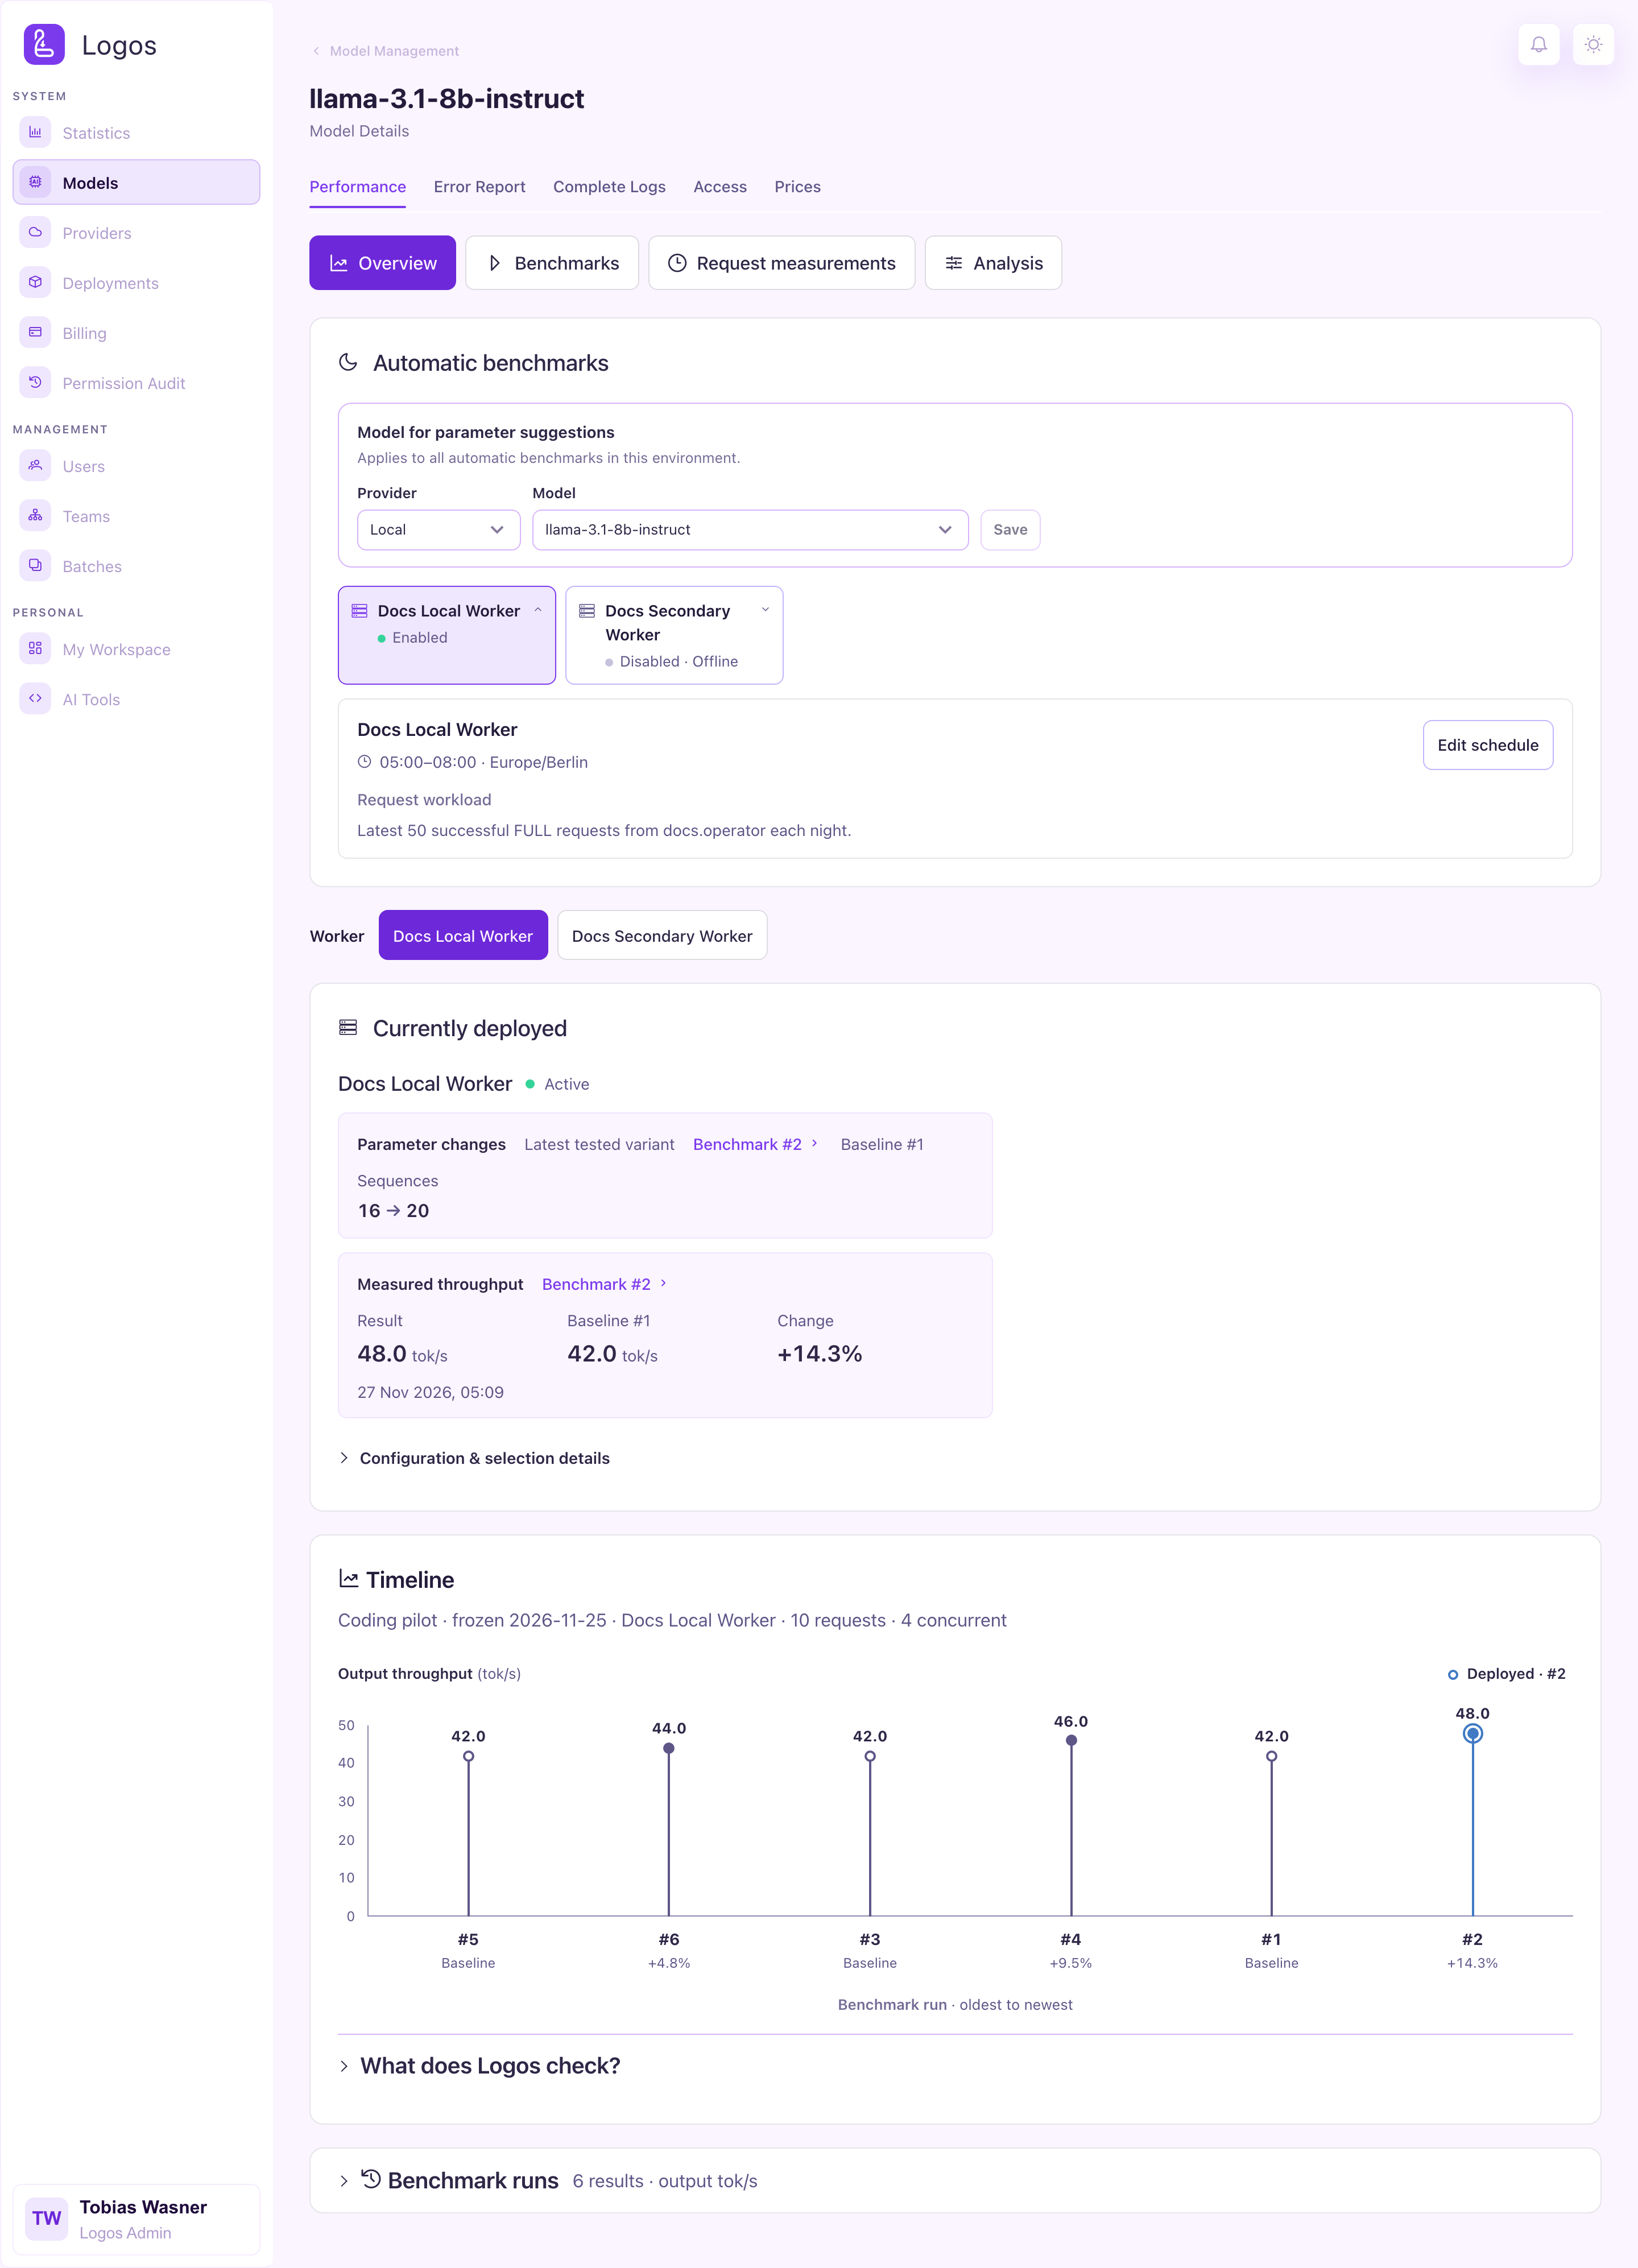 Logos
SYSTEM
Statistics
Models
Providers
Deployments
Billing
Permission Audit
MANAGEMENT
Users
Teams
Batches
PERSONAL
My Workspace
AI Tools
TW
Tobias Wasner
Logos Admin
Model Management
llama-3.1-8b-instruct
Model Details
Performance Error Report Complete Logs Access Prices
Overview Benchmarks Request measurements Analysis
Automatic benchmarks
Model for parameter suggestions
Applies to all automatic benchmarks in this environment.
Provider Model
Local llama-3.1-8b-instruct Save
Docs Local Worker
Enabled
Docs Secondary
Worker
Disabled · Offline
Docs Local Worker
Edit schedule
05:00–08:00 · Europe/Berlin
Request workload
Latest 50 successful FULL requests from docs.operator each night.
Worker Docs Local Worker Docs Secondary Worker
Currently deployed
Docs Local Worker Active
Parameter changes Latest tested variant Benchmark #2 Baseline #1
Sequences
16 → 20
Measured throughput Benchmark #2
Result Baseline #1 Change
48.0 tok/s 42.0 tok/s +14.3%
27 Nov 2026, 05:09
Configuration & selection details
Timeline
Coding pilot · frozen 2026-11-25 · Docs Local Worker · 10 requests · 4 concurrent
Output throughput (tok/s) Deployed · #2
50
40
30
20
10
0
42.0 44.0 42.0 46.0 42.0 48.0
#5 #6 #3 #4 #1 #2
Baseline +4.8% Baseline +9.5% Baseline +14.3%
Benchmark run · oldest to newest
What does Logos check?
Benchmark runs 6 results · output tok/s